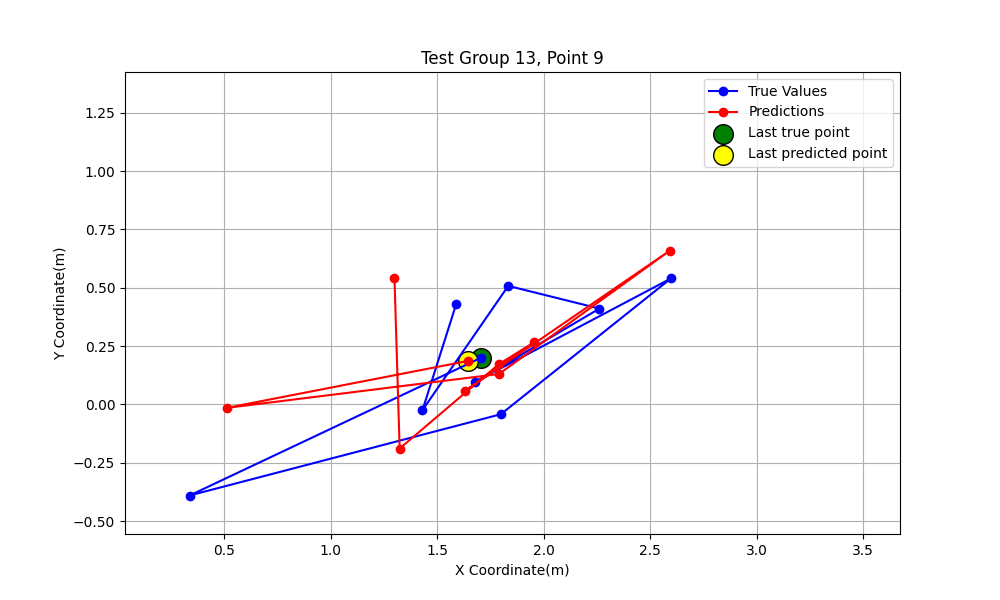 Test Group 13, Point 9
True Values
Predictions
Last true point
Last predicted point
Y Coordinate(m)
1.25
1.00
0.75
0.50
0.25
0.00
−0.25
−0.50
0.5 1.0 1.5 2.0 2.5 3.0 3.5
X Coordinate(m)